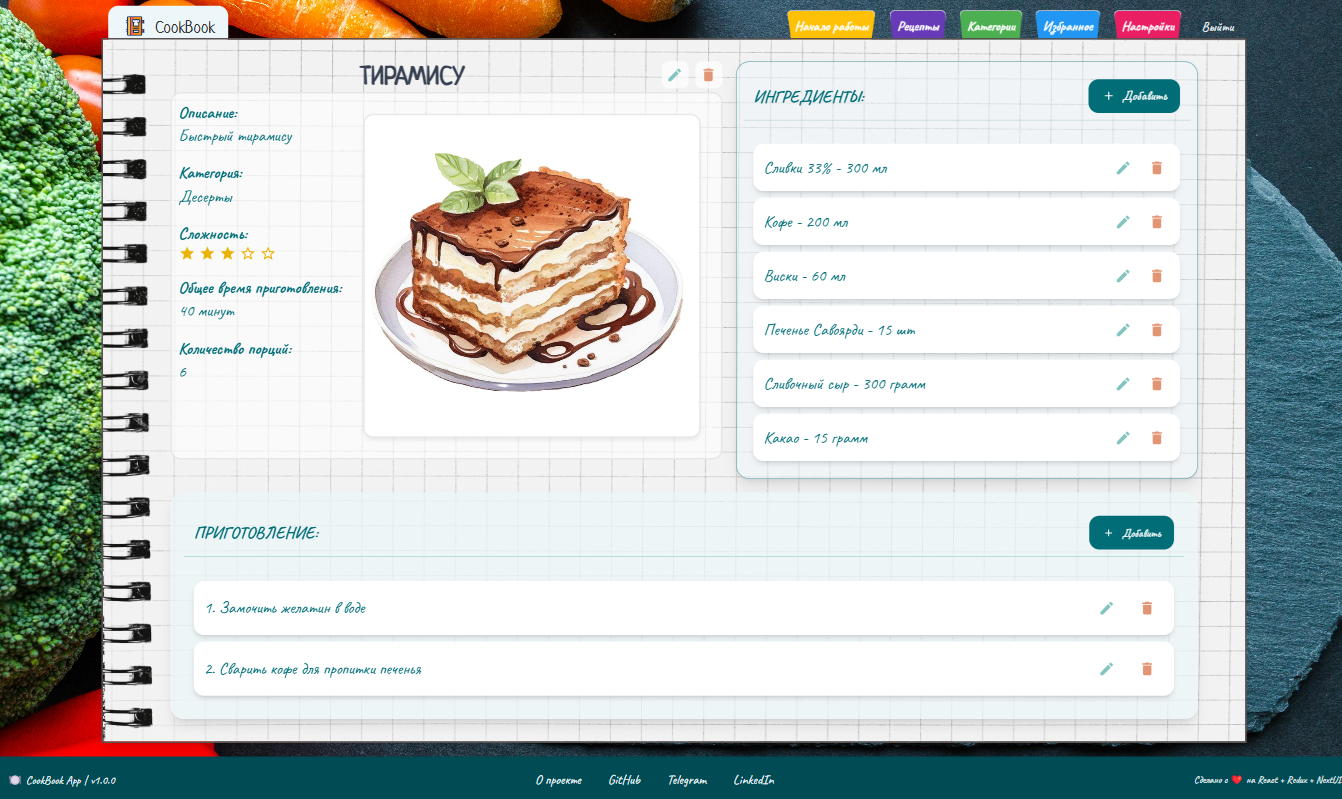 CookBook
Начало работы
Рецепты
Категории
Избранное
Настройки
Выйти
ТИРАМИСУ
Описание:
Быстрый тирамису
Категория:
Десерты
Сложность:
Общее время приготовления:
40 минут
Количество порций:
6
ИНГРЕДИЕНТЫ:
+ Добавить
Сливки 33% - 300 мл
Кофе - 200 мл
Виски - 60 мл
Печенье Савоярди - 15 шт
Сливочный сыр - 300 грамм
Какао - 15 грамм
ПРИГОТОВЛЕНИЕ:
+ Добавить
1. Замочить желатин в воде
2. Сварить кофе для пропитки печенья
CookBook App | v1.0.0
О проекте
GitHub
Telegram
LinkedIn
Сделано с ❤️ на React + Redux + NextUI